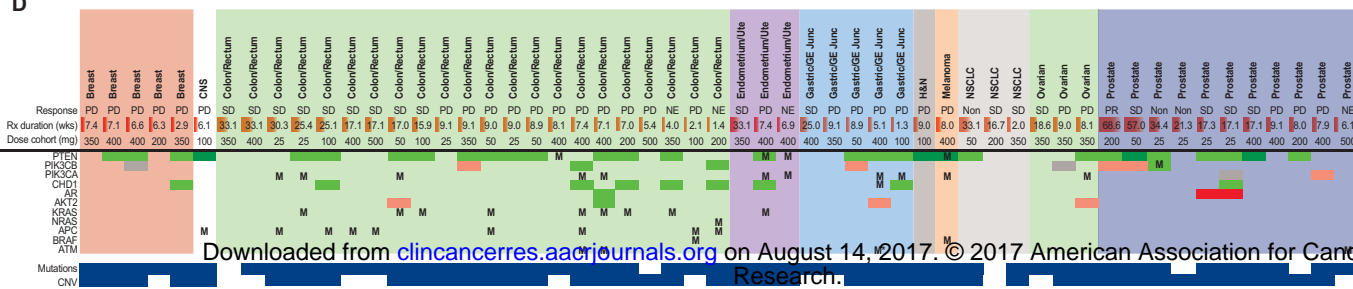 D
Breast Breast Breast Breast Breast CNS Colon/Rectum Colon/Rectum Colon/Rectum Colon/Rectum Colon/Rectum Colon/Rectum Colon/Rectum Colon/Rectum Colon/Rectum Colon/Rectum Colon/Rectum Colon/Rectum Colon/Rectum Colon/Rectum Colon/Rectum Colon/Rectum Colon/Rectum Colon/Rectum Colon/Rectum Colon/Rectum Colon/Rectum Colon/Rectum Endometrium/Ute Endometrium/Ute Endometrium/Ute Gastric/GE Junc Gastric/GE Junc Gastric/GE Junc Gastric/GE Junc Gastric/GE Junc H&N Melanoma NSCLC NSCLC NSCLC Ovarian Ovarian Ovarian Prostate Prostate Prostate Prostate Prostate Prostate Prostate Prostate Prostate Prostate Prostate
Response PD PD PD PD PD PD SD SD SD SD SD SD SD SD SD PD PD PD PD SD PD PD PD PD PD NE PD NE SD PD NE SD PD SD PD PD PD PD Non SD SD SD PD PD PR SD Non Non SD SD SD PD PD PD NE
Rx duration (wks) 7.4 7.1 6.6 6.3 2.9 6.1 33.1 33.1 30.3 25.4 25.1 17.1 17.1 17.0 15.9 9.1 9.1 9.0 9.0 8.9 8.1 7.4 7.1 7.0 5.4 4.0 2.1 1.4 33.1 7.4 6.9 25.0 9.1 8.9 5.1 1.3 9.0 8.0 33.1 16.7 2.0 18.6 9.0 8.1 68.6 57.0 34.4 21.3 17.3 17.1 17.1 9.1 8.0 7.9 6.1
Dose cohort (mg) 350 400 400 200 350 100 350 400 25 25 100 400 500 50 100 25 350 50 100 50 400 400 400 200 50 350 100 200 350 400 400 400 350 50 400 100 100 400 50 200 350 400 350 350 200 50 25 25 25 25 400 400 200 400 500
PTEN M M M M
PIK3CB M
PIK3CA M M M M M M M M M M
CHD1 M
AR
AKT2
KRAS M M M M M M M M M
NRAS M
APC M M M M M M M M M
BRAF M M
ATM M M M M
Downloaded from clincancerres.aacrjournals.org on August 14, 2017. © 2017 American Association for Canc
Research.
Mutations
CNV